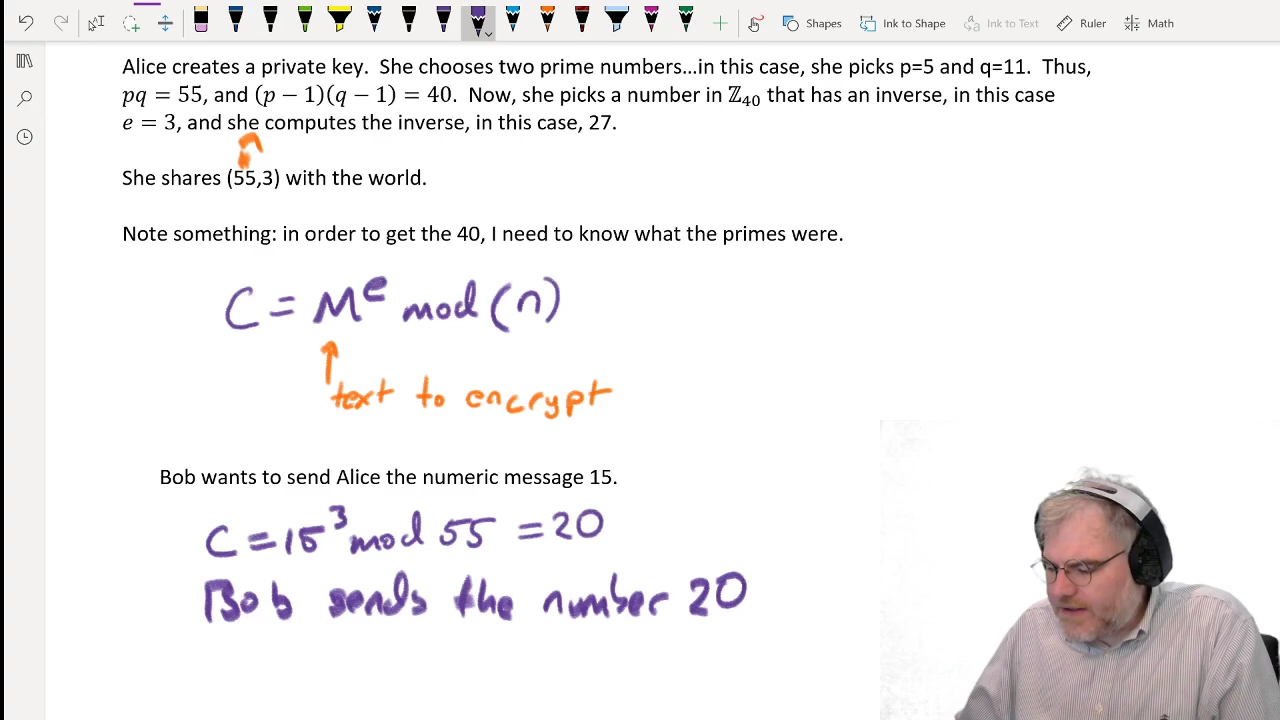 Shapes Ink to Shape Ink to Text Ruler Math
Alice creates a private key. She chooses two prime numbers...in this case, she picks p=5 and q=11. Thus,
pq = 55, and (p − 1)(q − 1) = 40. Now, she picks a number in ℤ₄₀ that has an inverse, in this case
e = 3, and she computes the inverse, in this case, 27.
She shares (55,3) with the world.
Note something: in order to get the 40, I need to know what the primes were.
C = Mᵉ mod (n)
text to encrypt
Bob wants to send Alice the numeric message 15.
C = 15³ mod 55 = 20
Bob sends the number 20